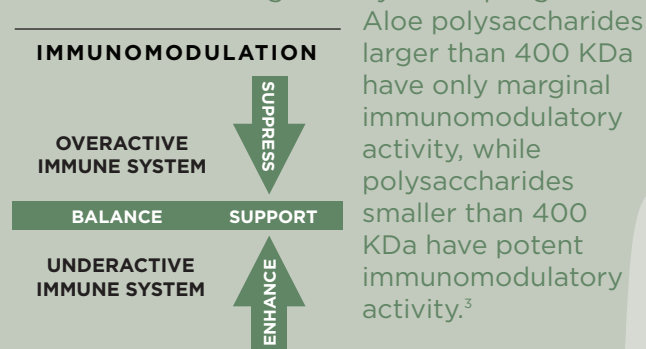 IMMUNOMODULATION
SUPPRESS
OVERACTIVE
IMMUNE SYSTEM
BALANCE SUPPORT
UNDERACTIVE
IMMUNE SYSTEM
ENHANCE
Aloe polysaccharides
larger than 400 KDa
have only marginal
immunomodulatory
activity, while
polysaccharides
smaller than 400
KDa have potent
immunomodulatory
activity.³